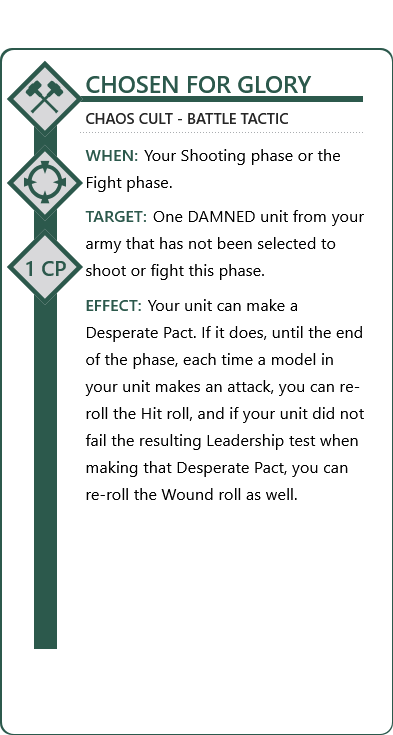 CHOSEN FOR GLORY
CHAOS CULT - BATTLE TACTIC
WHEN: Your Shooting phase or the
Fight phase.
TARGET: One DAMNED unit from your
army that has not been selected to
1 CP
shoot or fight this phase.
EFFECT: Your unit can make a
Desperate Pact. If it does, until the end
of the phase, each time a model in
your unit makes an attack, you can re-
roll the Hit roll, and if your unit did not
fail the resulting Leadership test when
making that Desperate Pact, you can
re-roll the Wound roll as well.